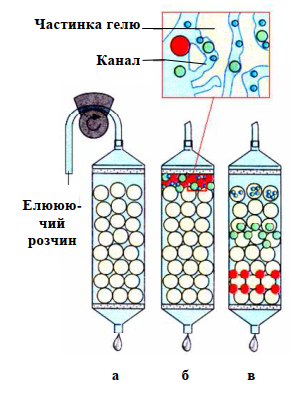 Частинка гелю
Канал
Елююю-
чий
розчин
а
б
в